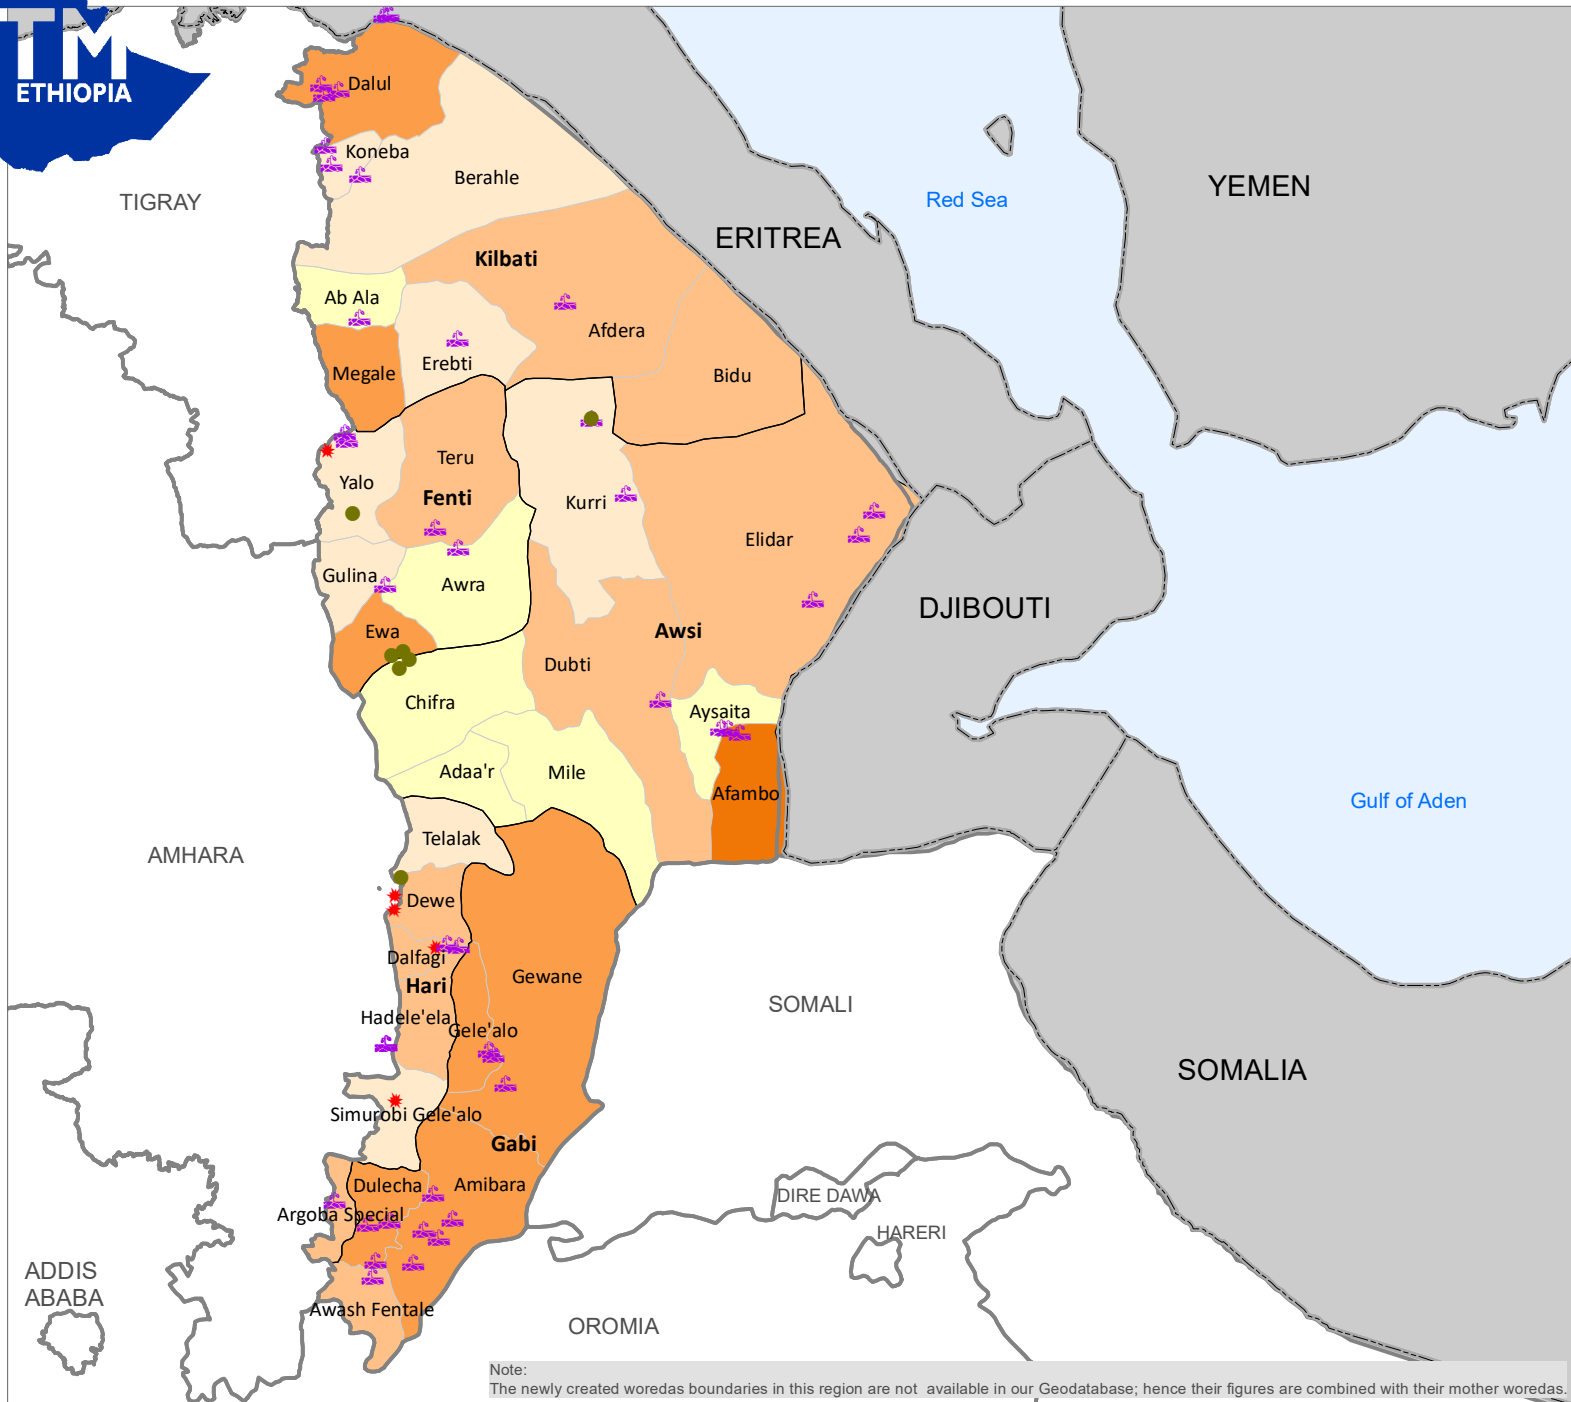 TM
ETHIOPIA
Dalul
Koneba
Berahle
TIGRAY
YEMEN
Red Sea
ERITREA
Kilbati
Ab Ala
Afdera
Erebti
Megale
Bidu
Teru
Yalo
Fenti
Kurri
Elidar
Gulina
Awra
DJIBOUTI
Ewa
Awsi
Dubti
Chifra
Aysaita
Adaa'r
Mile
Afambo
Gulf of Aden
Telalak
AMHARA
Dewe
Dalfagi
Gewane
Hari
SOMALI
Hadele'ela
Gele'alo
SOMALIA
Simurobi Gele'alo
Gabi
Dulecha
Amibara
DIRE DAWA
Argoba Special
HARERI
ADDIS
ABABA
Awash Fentale
OROMIA
Note:
The newly created woredas boundaries in this region are not  available in our Geodatabase; hence their figures are combined with their mother woredas.